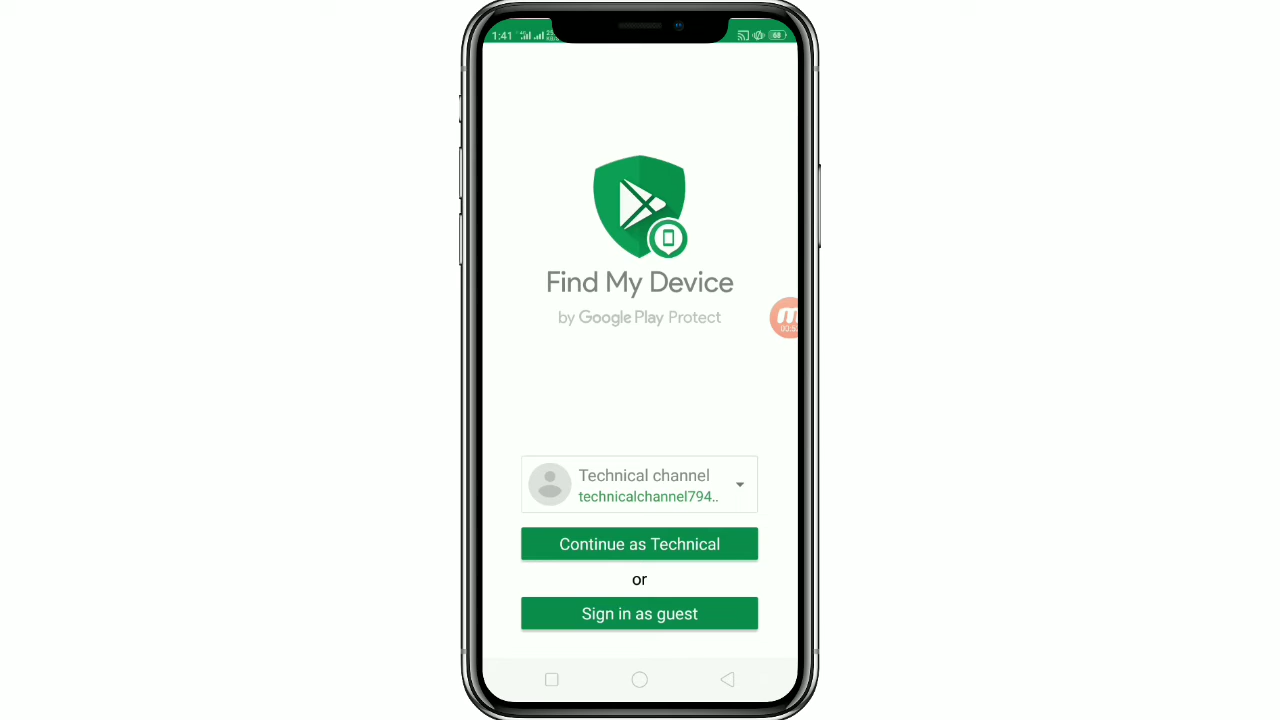 1:41
68
Find My Device
by Google Play Protect
Technical channel
technicalchannel794..
Continue as Technical
or
Sign in as guest